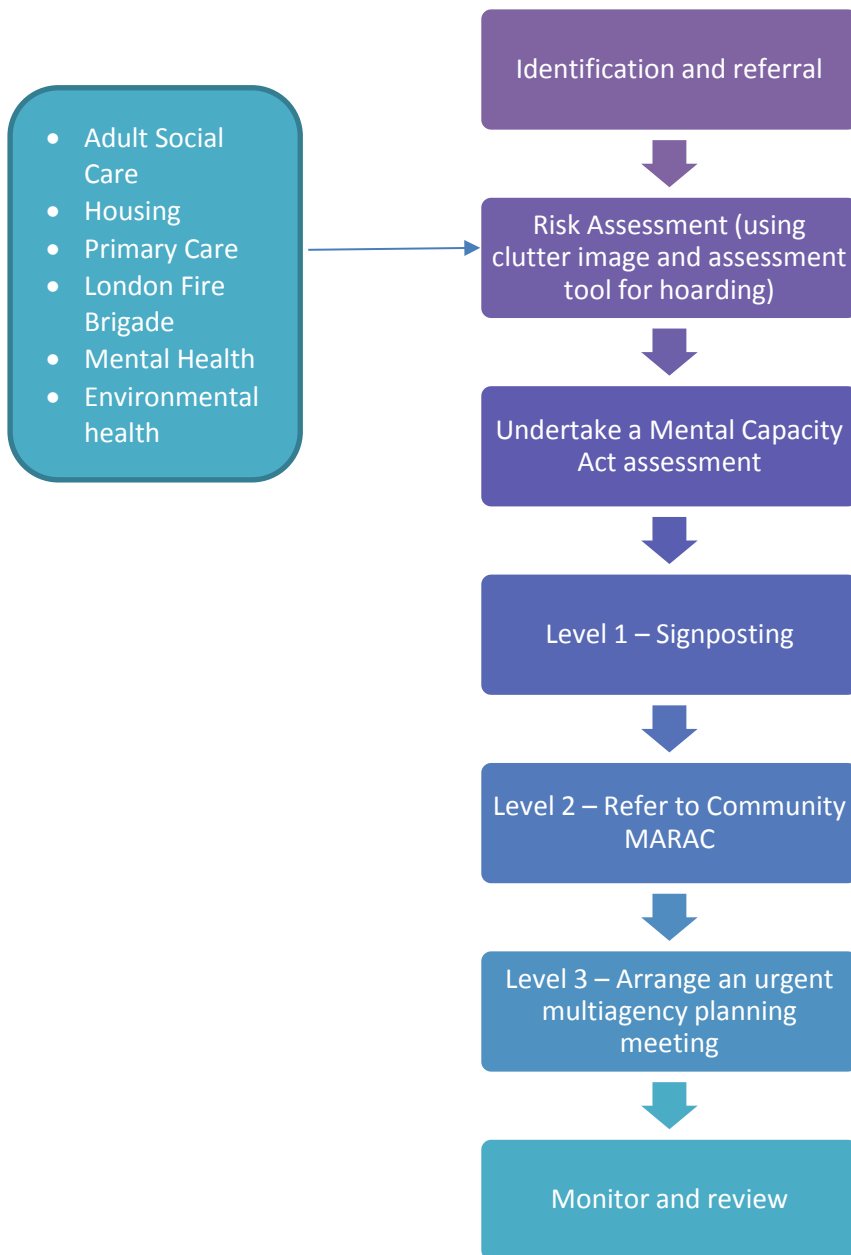 Identification and referral
• Adult Social
Care
• Housing
• Primary Care
• London Fire
Brigade
• Mental Health
• Environmental
health
Risk Assessment (using
clutter image and assessment
tool for hoarding)
Undertake a Mental Capacity
Act assessment
Level 1 – Signposting
Level 2 – Refer to Community
MARAC
Level 3 – Arrange an urgent
multiagency planning
meeting
Monitor and review